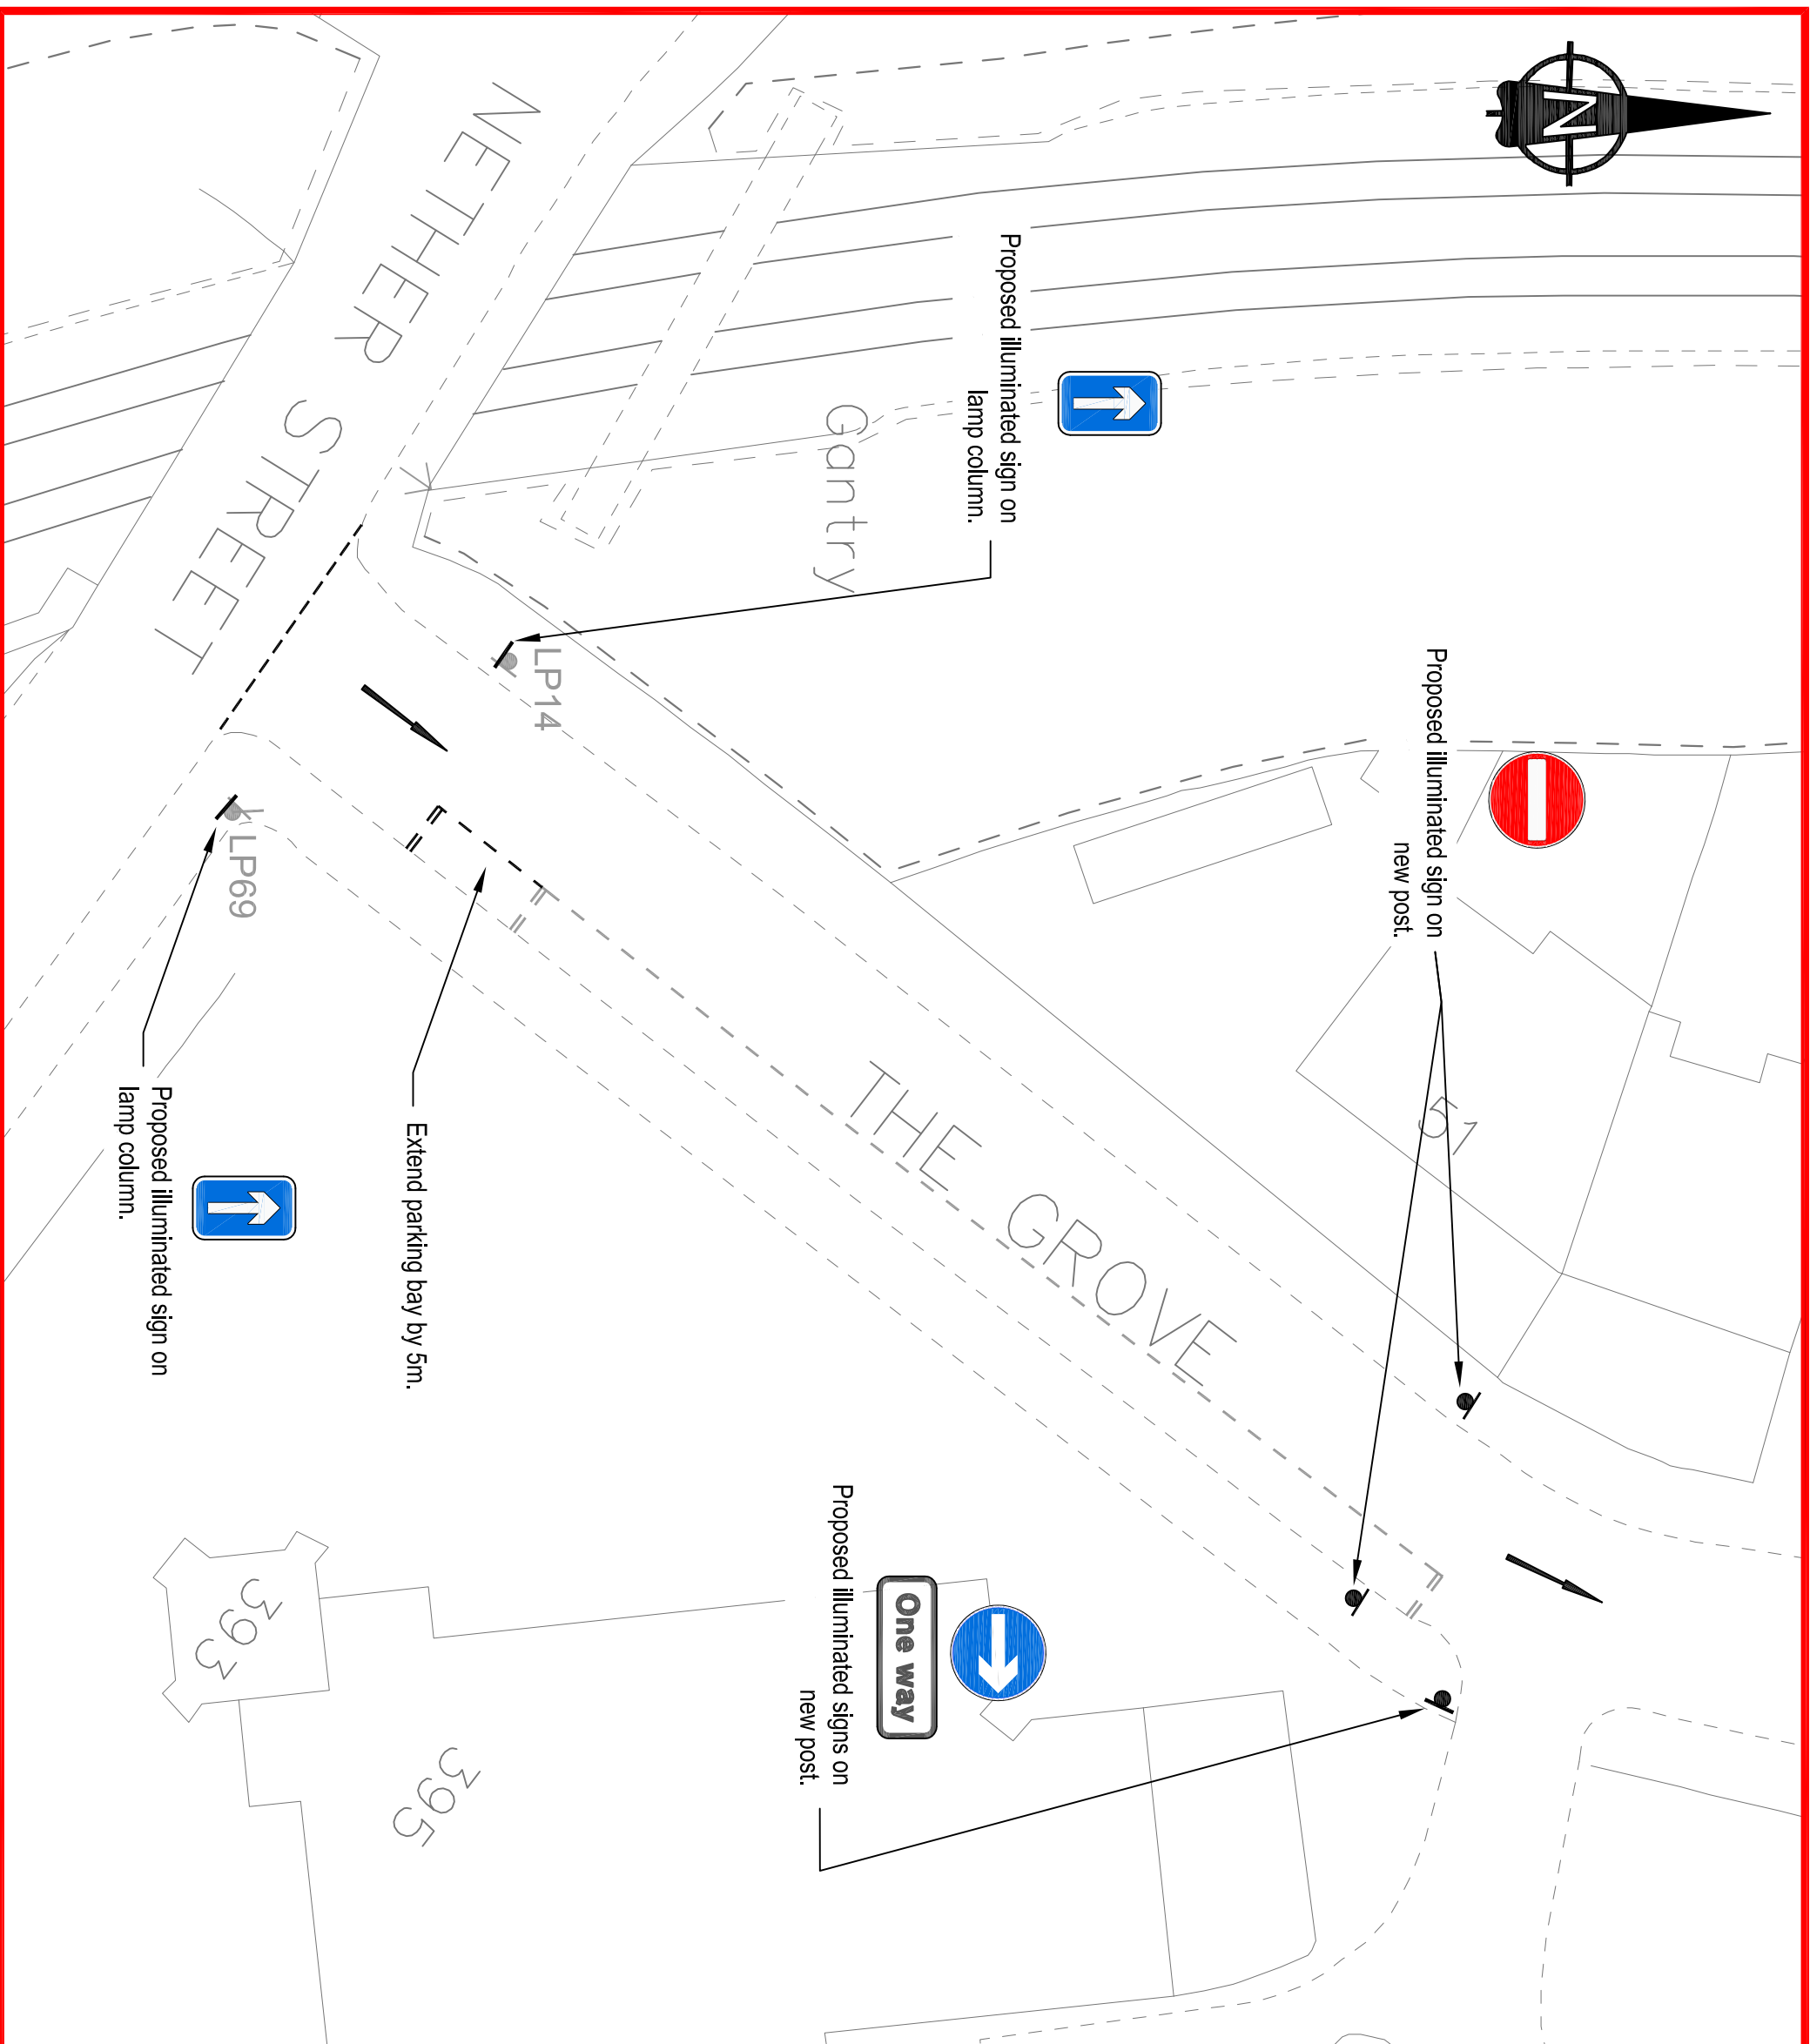 N
Proposed illuminated sign on
new post.
51
Proposed illuminated sign on
lamp column.
Gantry
THE GROVE
One way
Proposed illuminated signs on
new post.
LP14
NETHER STREET
Extend parking bay by 5m.
395
LP69
393
Proposed illuminated sign on
lamp column.